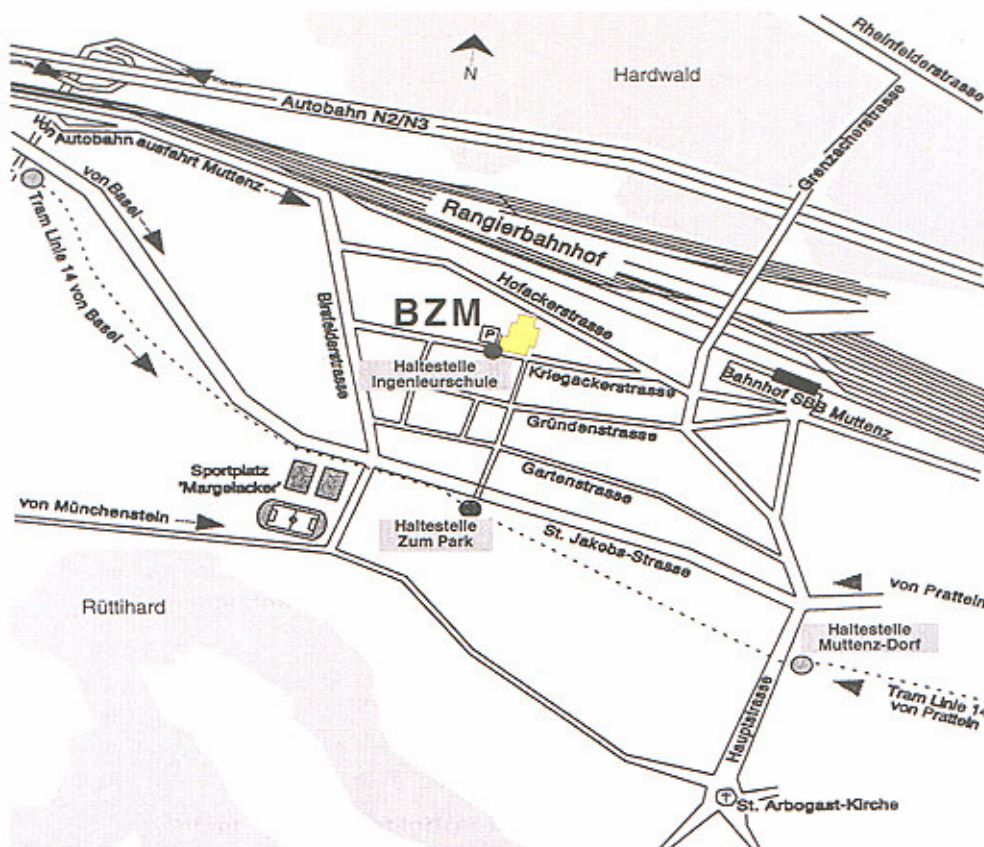 Rheinfelderstrasse
Hardwald
N
Autobahn N2/N3
Grenzacherstrasse
von Autobahn ausfahrt Muttenz
von Basel
Tram Linie 14 von Basel
Rangierbahnhof
Hofackerstrasse
Birsfelderstrasse
BZM
P
Haltestelle
Ingenieurschule
Kriegackerstrasse
Bahnhof SBB Muttenz
Gründenstrasse
Gartenstrasse
Sportplatz
'Margelacker'
von Münchenstein
Haltestelle
Zum Park
St. Jakobs-Strasse
von Pratteln
Rüttihard
Haltestelle
Muttenz-Dorf
Tram Linie 14
von Pratteln
Hauptstrasse
St. Arbogast-Kirche